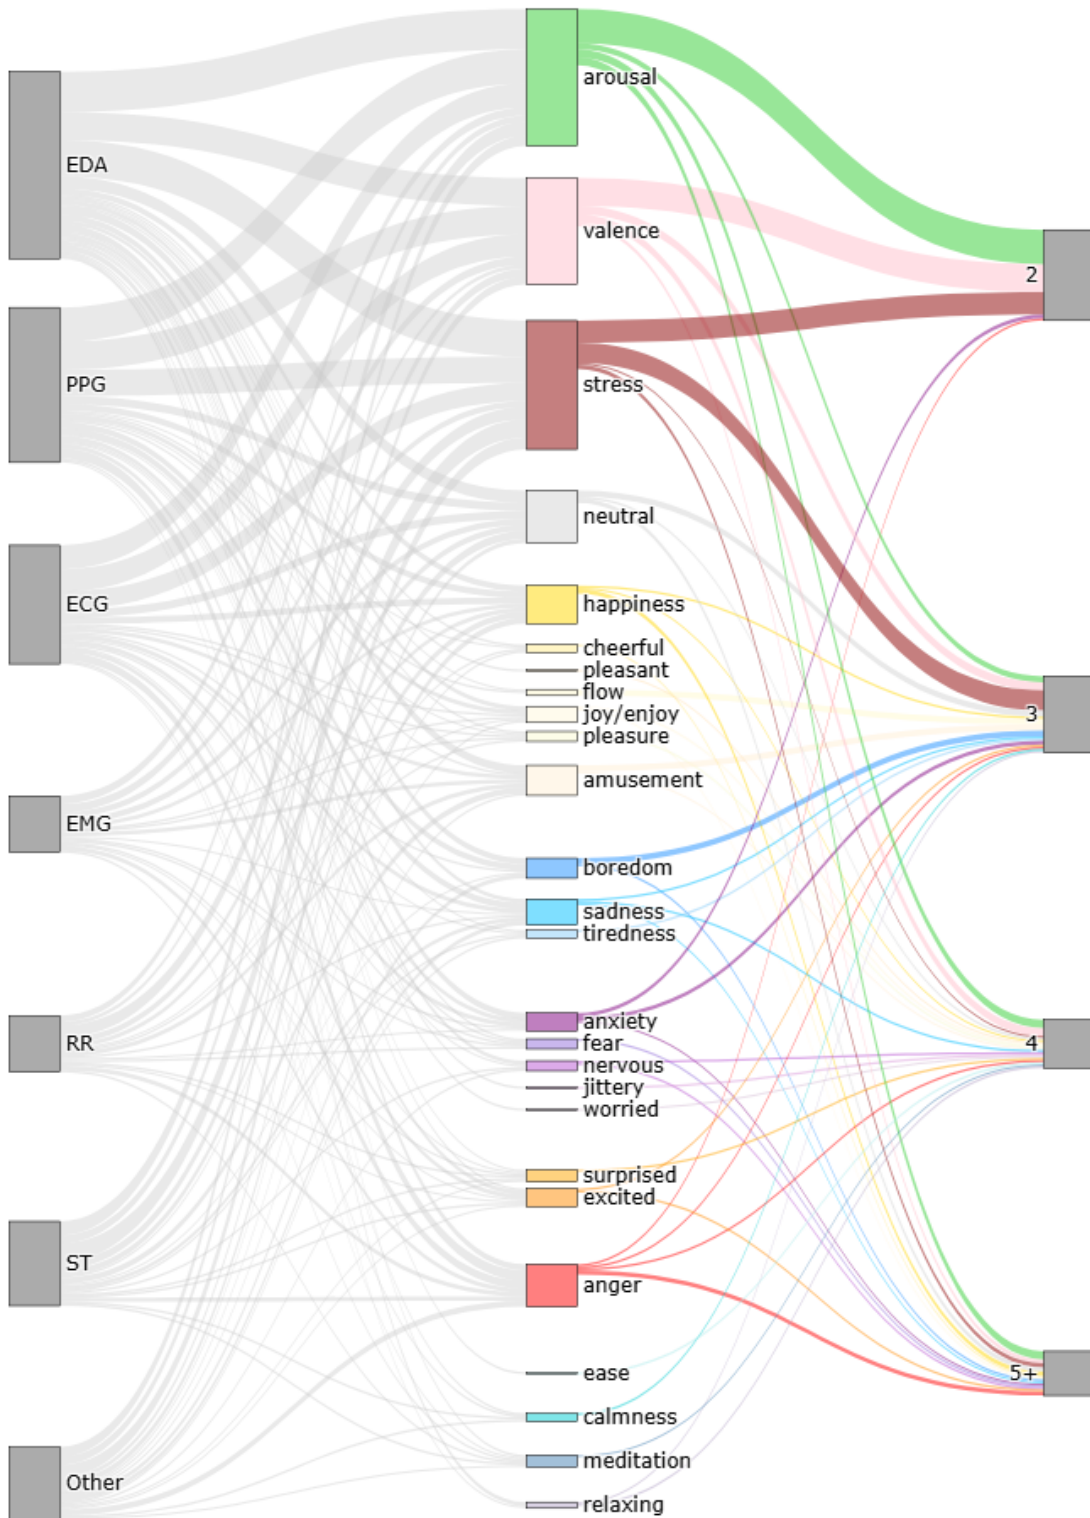 EDA
PPG
ECG
EMG
RR
ST
Other
arousal
valence
stress
neutral
happiness
cheerful
pleasant
flow
joy/enjoy
pleasure
amusement
boredom
sadness
tiredness
anxiety
fear
nervous
jittery
worried
surprised
excited
anger
ease
calmness
meditation
relaxing
2
3
4
5+